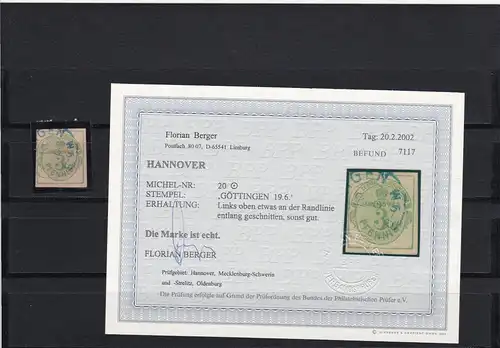 Florian Berger
Postfach 80 07, D-65541 Limburg
Tag: 20.2.2002
BEFUND 7117
HANNOVER
MICHEL-NR: 20
STEMPEL: ‚GÖTTINGEN 19.6.‘
ERHALTUNG: Links oben etwas an der Randlinie
entlang geschnitten, sonst gut.
Die Marke ist echt.
FLORIAN BERGER
Prüfgebiet: Hannover, Mecklenburg-Schwerin
und -Strelitz, Oldenburg
Die Prüfung erfolgte auf Grund der Prüfordnung des Bundes der Philatelistischen Prüfer e.V.